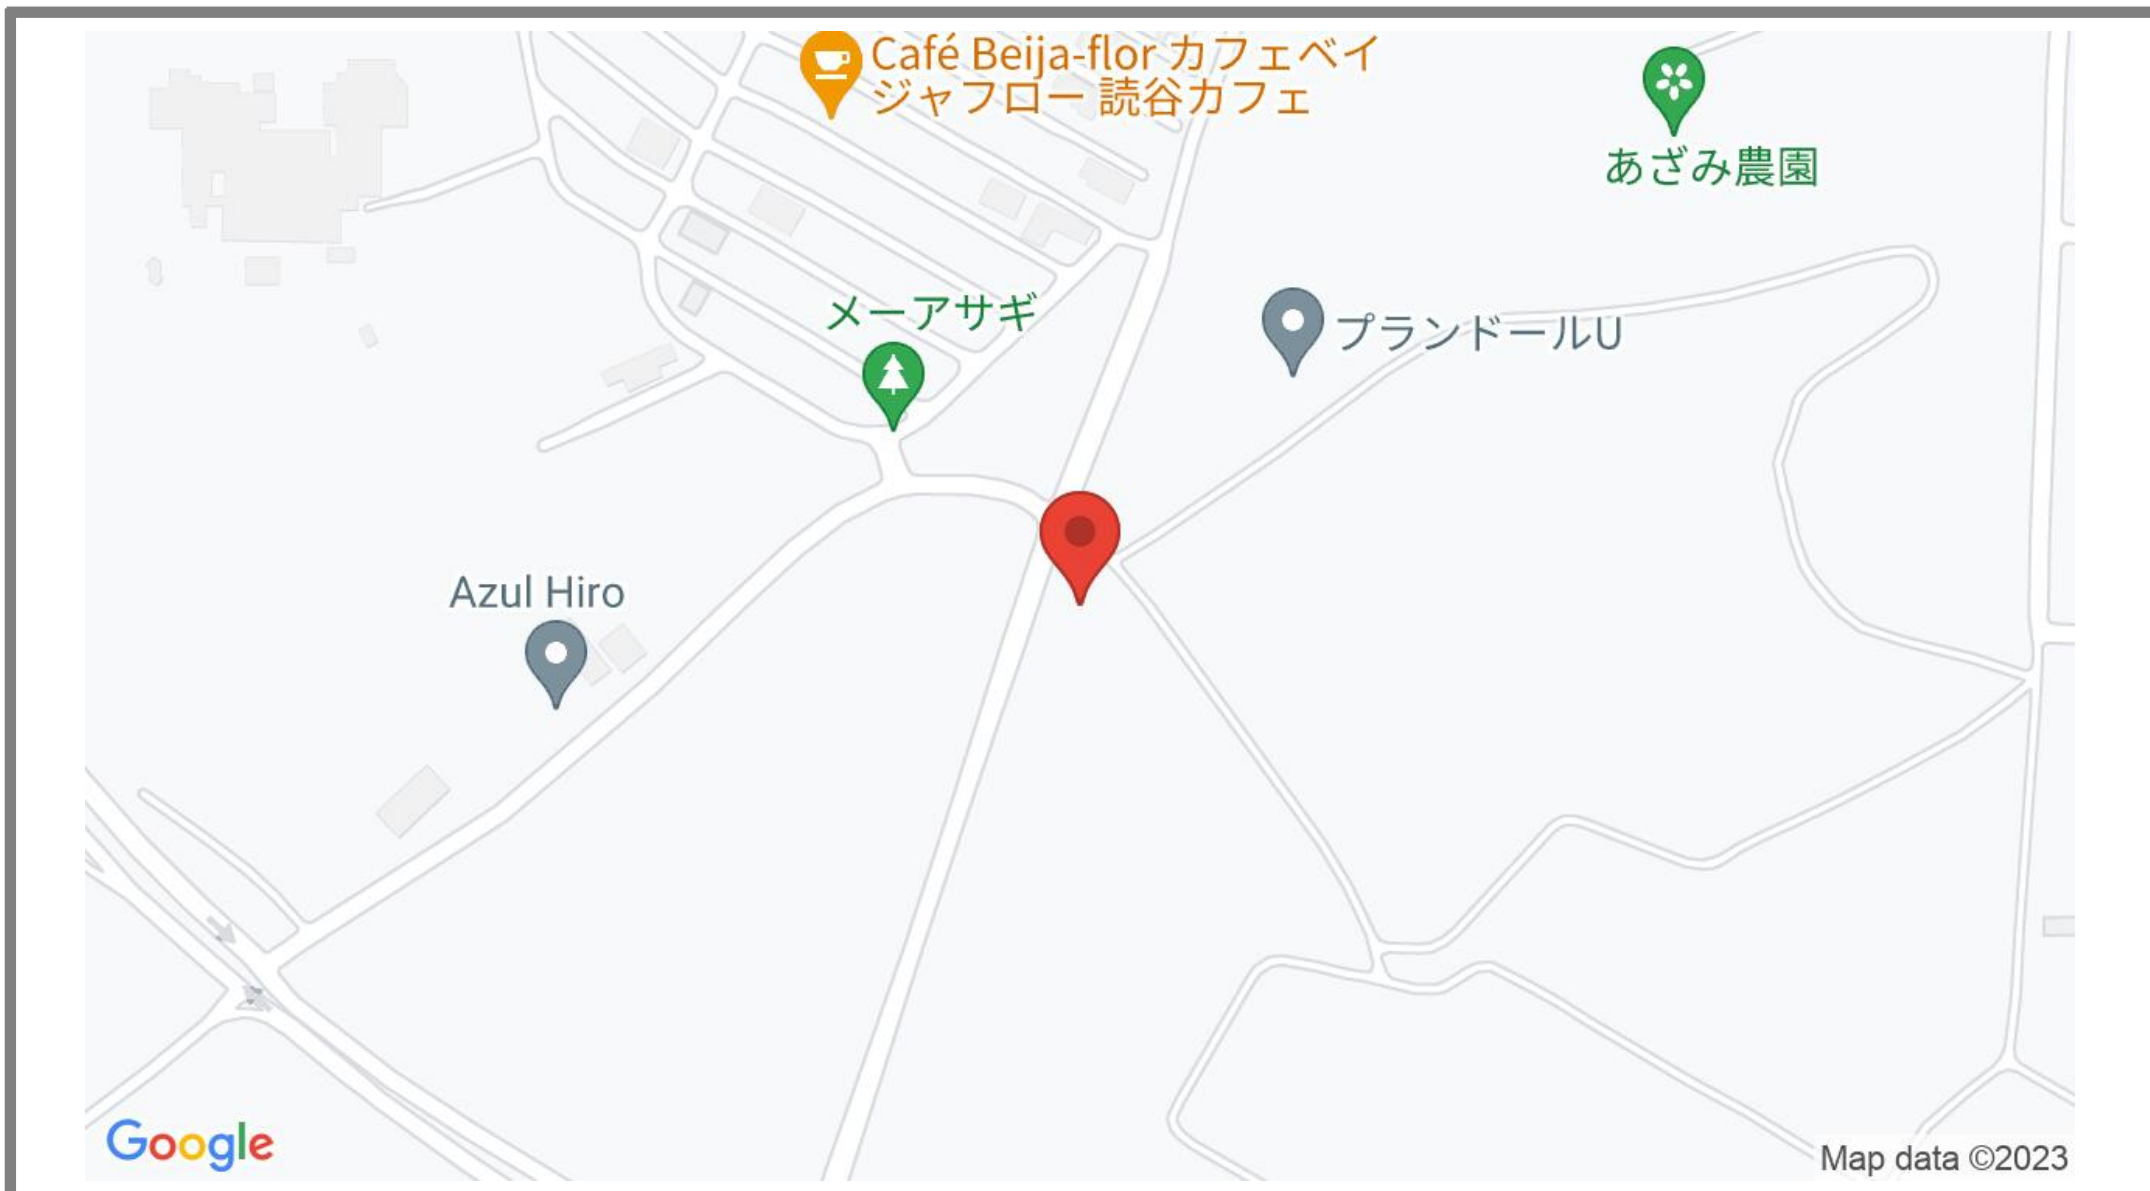 Café Beija-flor カフェベイ
ジャフロー 読谷カフェ
あざみ農園
メーアサギ
プランドールU
Azul Hiro
Google
Map data ©2023